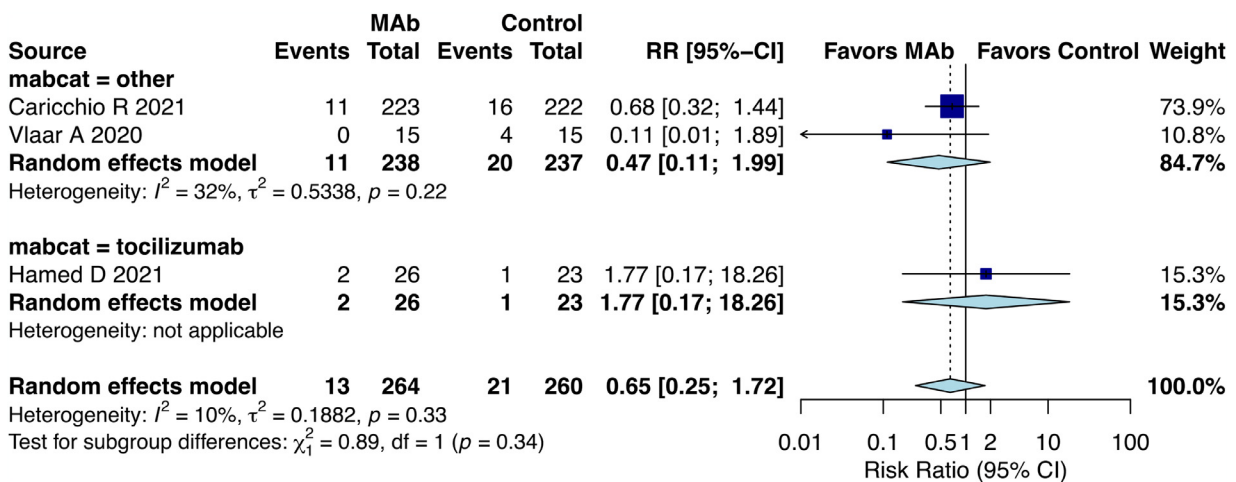 MAb Control
Source Events Total Events Total RR [95%−CI] Favors MAb Favors Control Weight
mabcat = other
Caricchio R 2021 11 223 16 222 0.68 [0.32; 1.44] 73.9%
Vlaar A 2020 0 15 4 15 0.11 [0.01; 1.89] 10.8%
Random effects model 11 238 20 237 0.47 [0.11; 1.99] 84.7%
Heterogeneity: I² = 32%, τ² = 0.5338, p = 0.22
mabcat = tocilizumab
Hamed D 2021 2 26 1 23 1.77 [0.17; 18.26] 15.3%
Random effects model 2 26 1 23 1.77 [0.17; 18.26] 15.3%
Heterogeneity: not applicable
Random effects model 13 264 21 260 0.65 [0.25; 1.72] 100.0%
Heterogeneity: I² = 10%, τ² = 0.1882, p = 0.33
Test for subgroup differences: χ₁² = 0.89, df = 1 (p = 0.34)
0.01 0.1 0.5 1 2 10 100
Risk Ratio (95% CI)